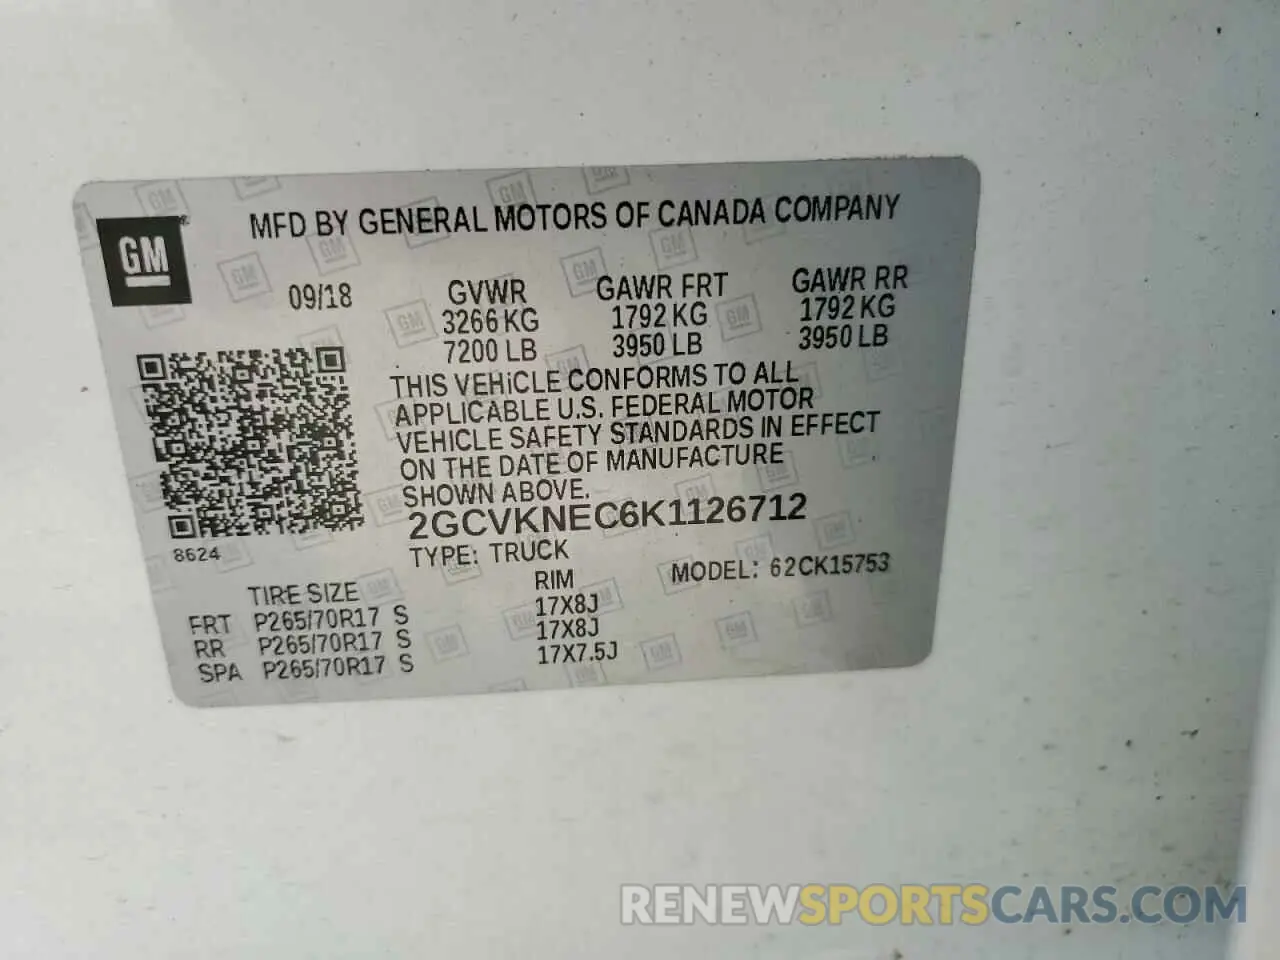 GM
MFD BY GENERAL MOTORS OF CANADA COMPANY
09/18
GVWR GAWR FRT GAWR RR
3266 KG 1792 KG 1792 KG
7200 LB 3950 LB 3950 LB
THIS VEHICLE CONFORMS TO ALL
APPLICABLE U.S. FEDERAL MOTOR
VEHICLE SAFETY STANDARDS IN EFFECT
ON THE DATE OF MANUFACTURE
SHOWN ABOVE.
2GCVKNEC6K1126712
8624
TYPE: TRUCK MODEL: 62CK15753
TIRE SIZE RIM
FRT P265/70R17 S 17X8J
RR P265/70R17 S 17X8J
SPA P265/70R17 S 17X7.5J
RENEWSPORTSCARS.COM